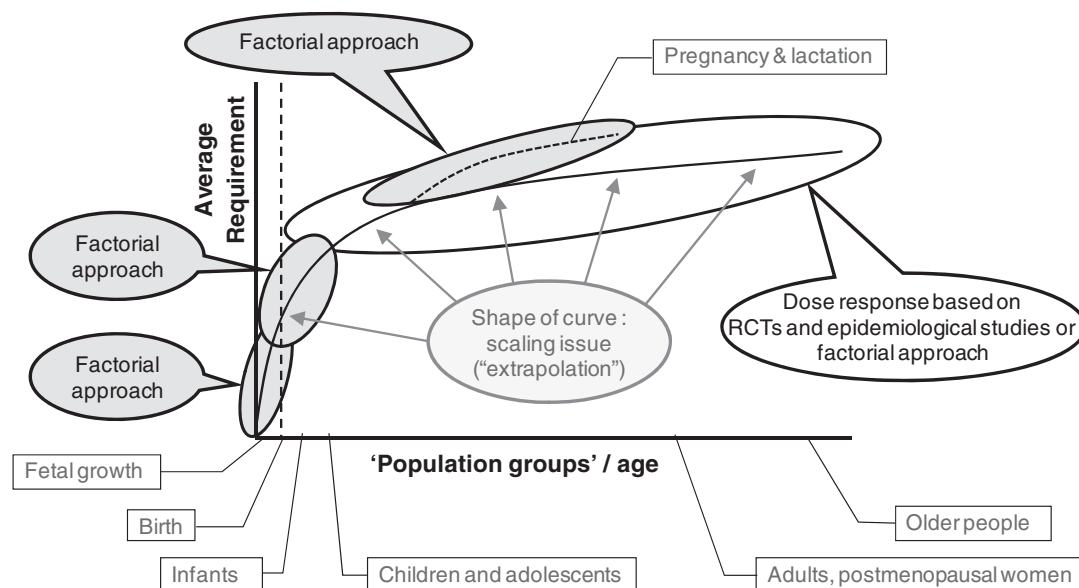 Factorial approach
Pregnancy & lactation
Average
Requirement
Factorial
approach
Factorial
approach
Shape of curve :
scaling issue
(“extrapolation”)
Dose response based on
RCTs and epidemiological studies or
factorial approach
‘Population groups’ / age
Fetal growth
Birth
Infants
Children and adolescents
Adults, postmenopausal women
Older people